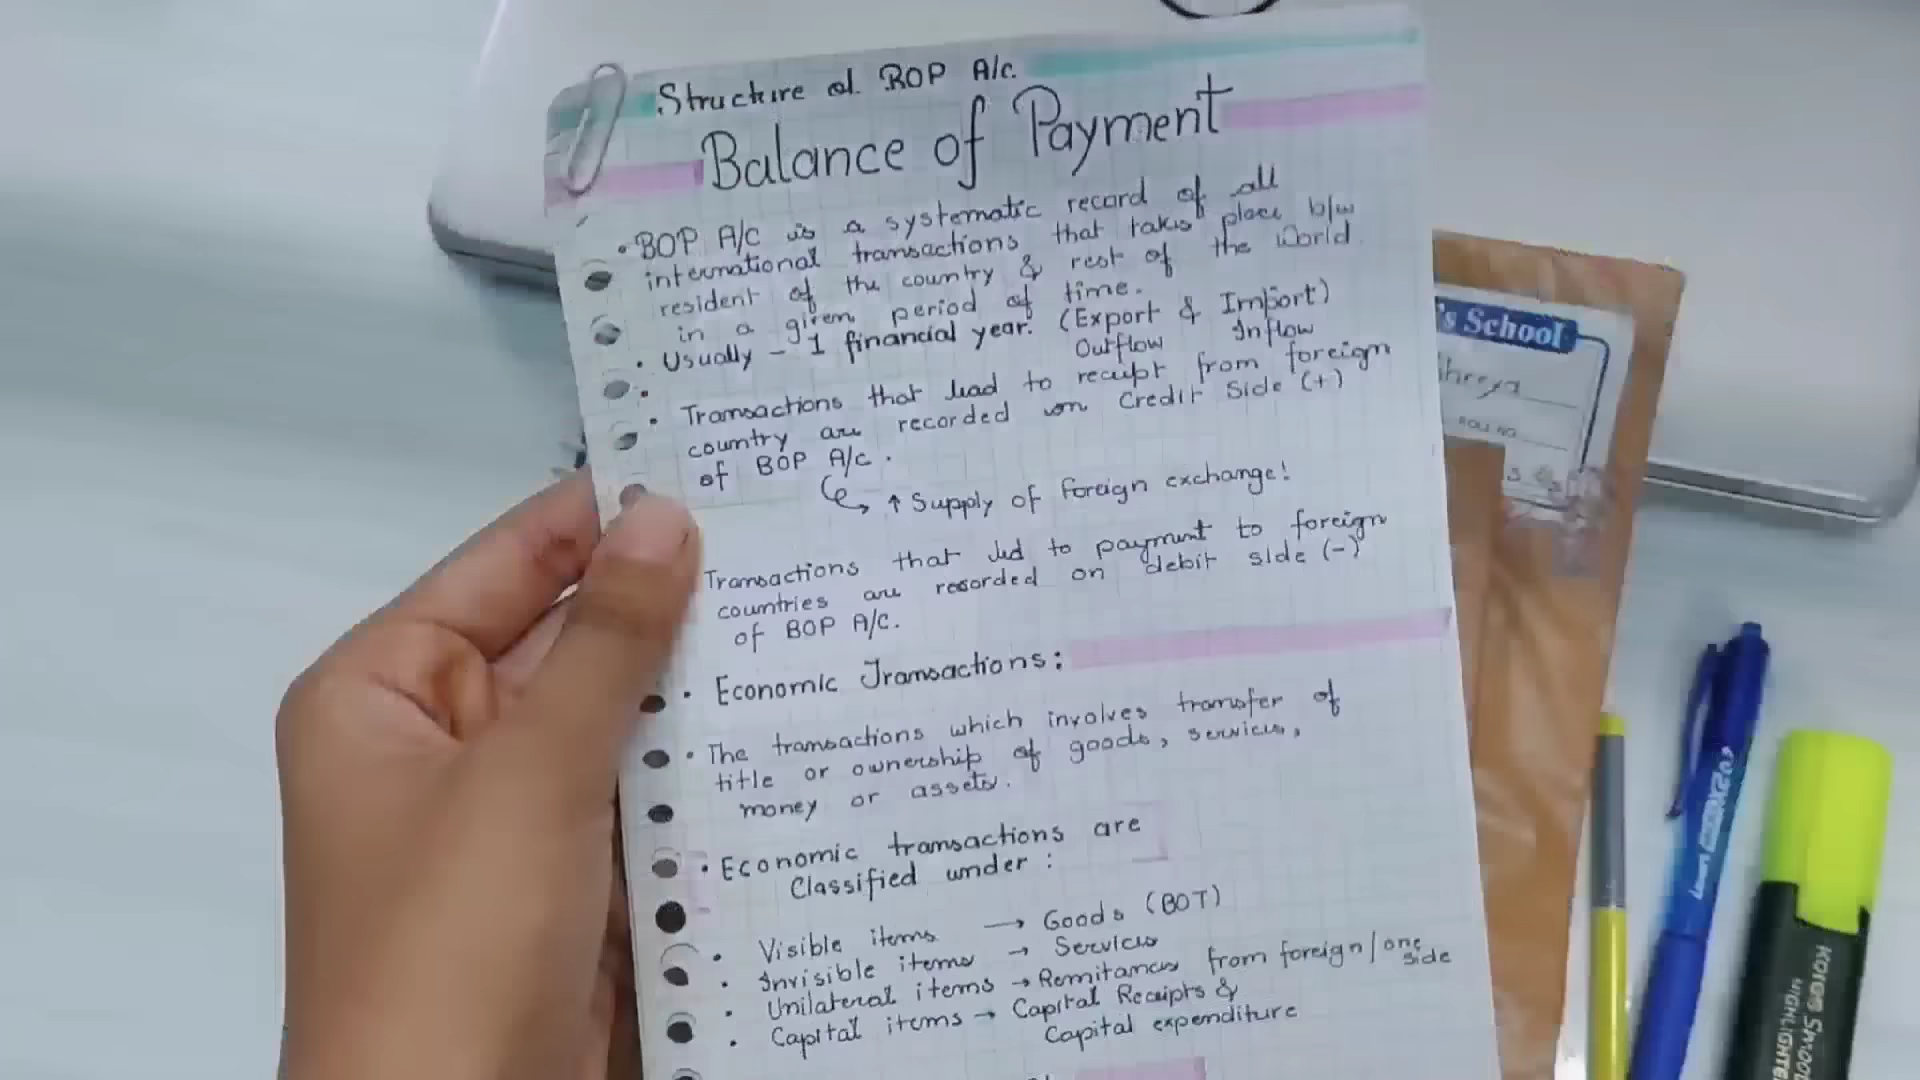 Structure of BOP A/c.
Balance of Payment
• BOP A/c is a systematic record of all
international transactions that takes place b/w
resident of the country & rest of the World
in a given period of time.
• Usually - 1 financial year. (Export & Import)
Outflow Inflow
• Transactions that lead to receipt from foreign
country are recorded on Credit Side (+)
of BOP A/c.
↑ Supply of foreign exchange!
Transactions that led to payment to foreign
countries are recorded on debit side (-)
of BOP A/c.
• Economic Transactions:
• The transactions which involves transfer of
title or ownership of goods, services,
money or assets.
• Economic transactions are
Classified under:
• Visible items → Goods (BOT)
• Invisible items → Services
• Unilateral items → Remitances from foreign/one side
• Capital items → Capital Receipts &
Capital expenditure
's School
hreya
ROLL NO.
KORES
HIGHLIGHTE